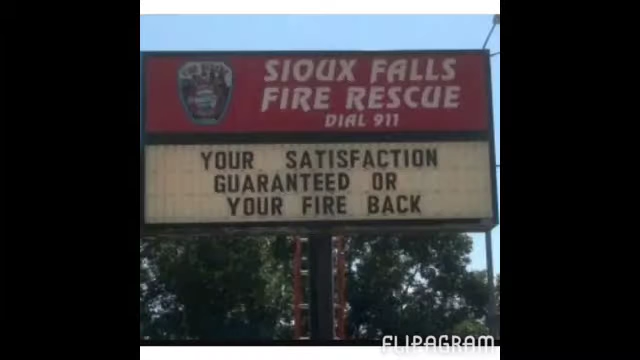 SIOUX FALLS
FIRE RESCUE
DIAL 911
YOUR SATISFACTION
GUARANTEED OR
YOUR FIRE BACK
FLIPAGRAM